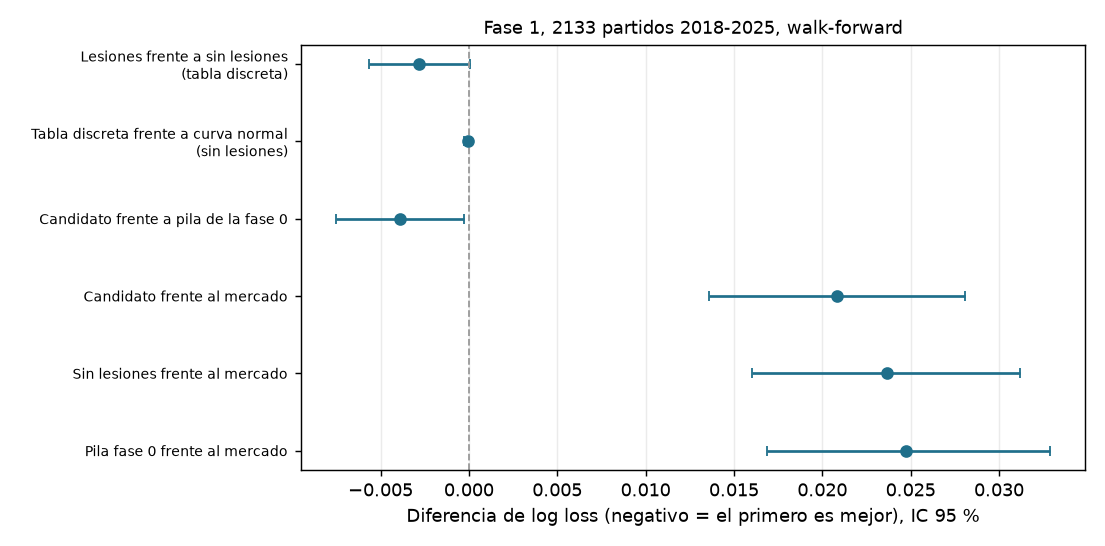 Fase 1, 2133 partidos 2018-2025, walk-forward
Lesiones frente a sin lesiones
(tabla discreta)
Tabla discreta frente a curva normal
(sin lesiones)
Candidato frente a pila de la fase 0
Candidato frente al mercado
Sin lesiones frente al mercado
Pila fase 0 frente al mercado
−0.005 0.000 0.005 0.010 0.015 0.020 0.025 0.030
Diferencia de log loss (negativo = el primero es mejor), IC 95 %